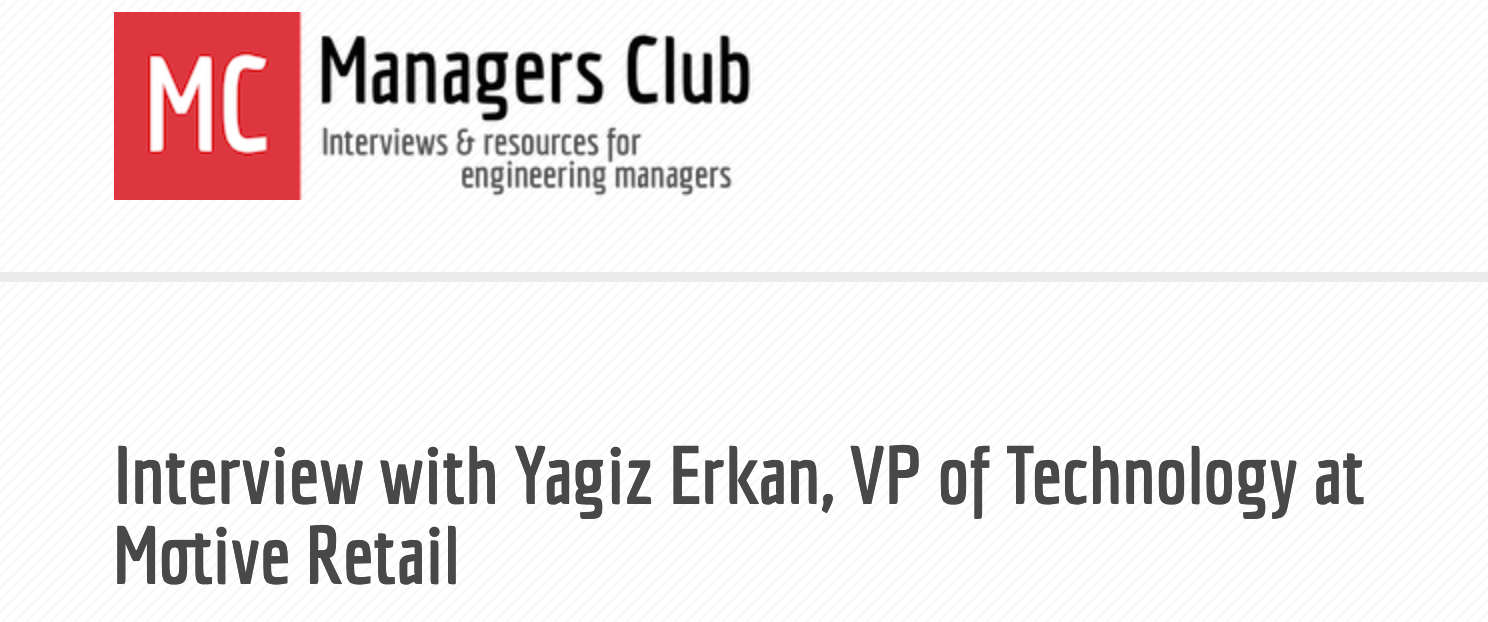 MC
Managers Club
Interviews & resources for
engineering managers
Interview with Yagiz Erkan, VP of Technology at
Motive Retail